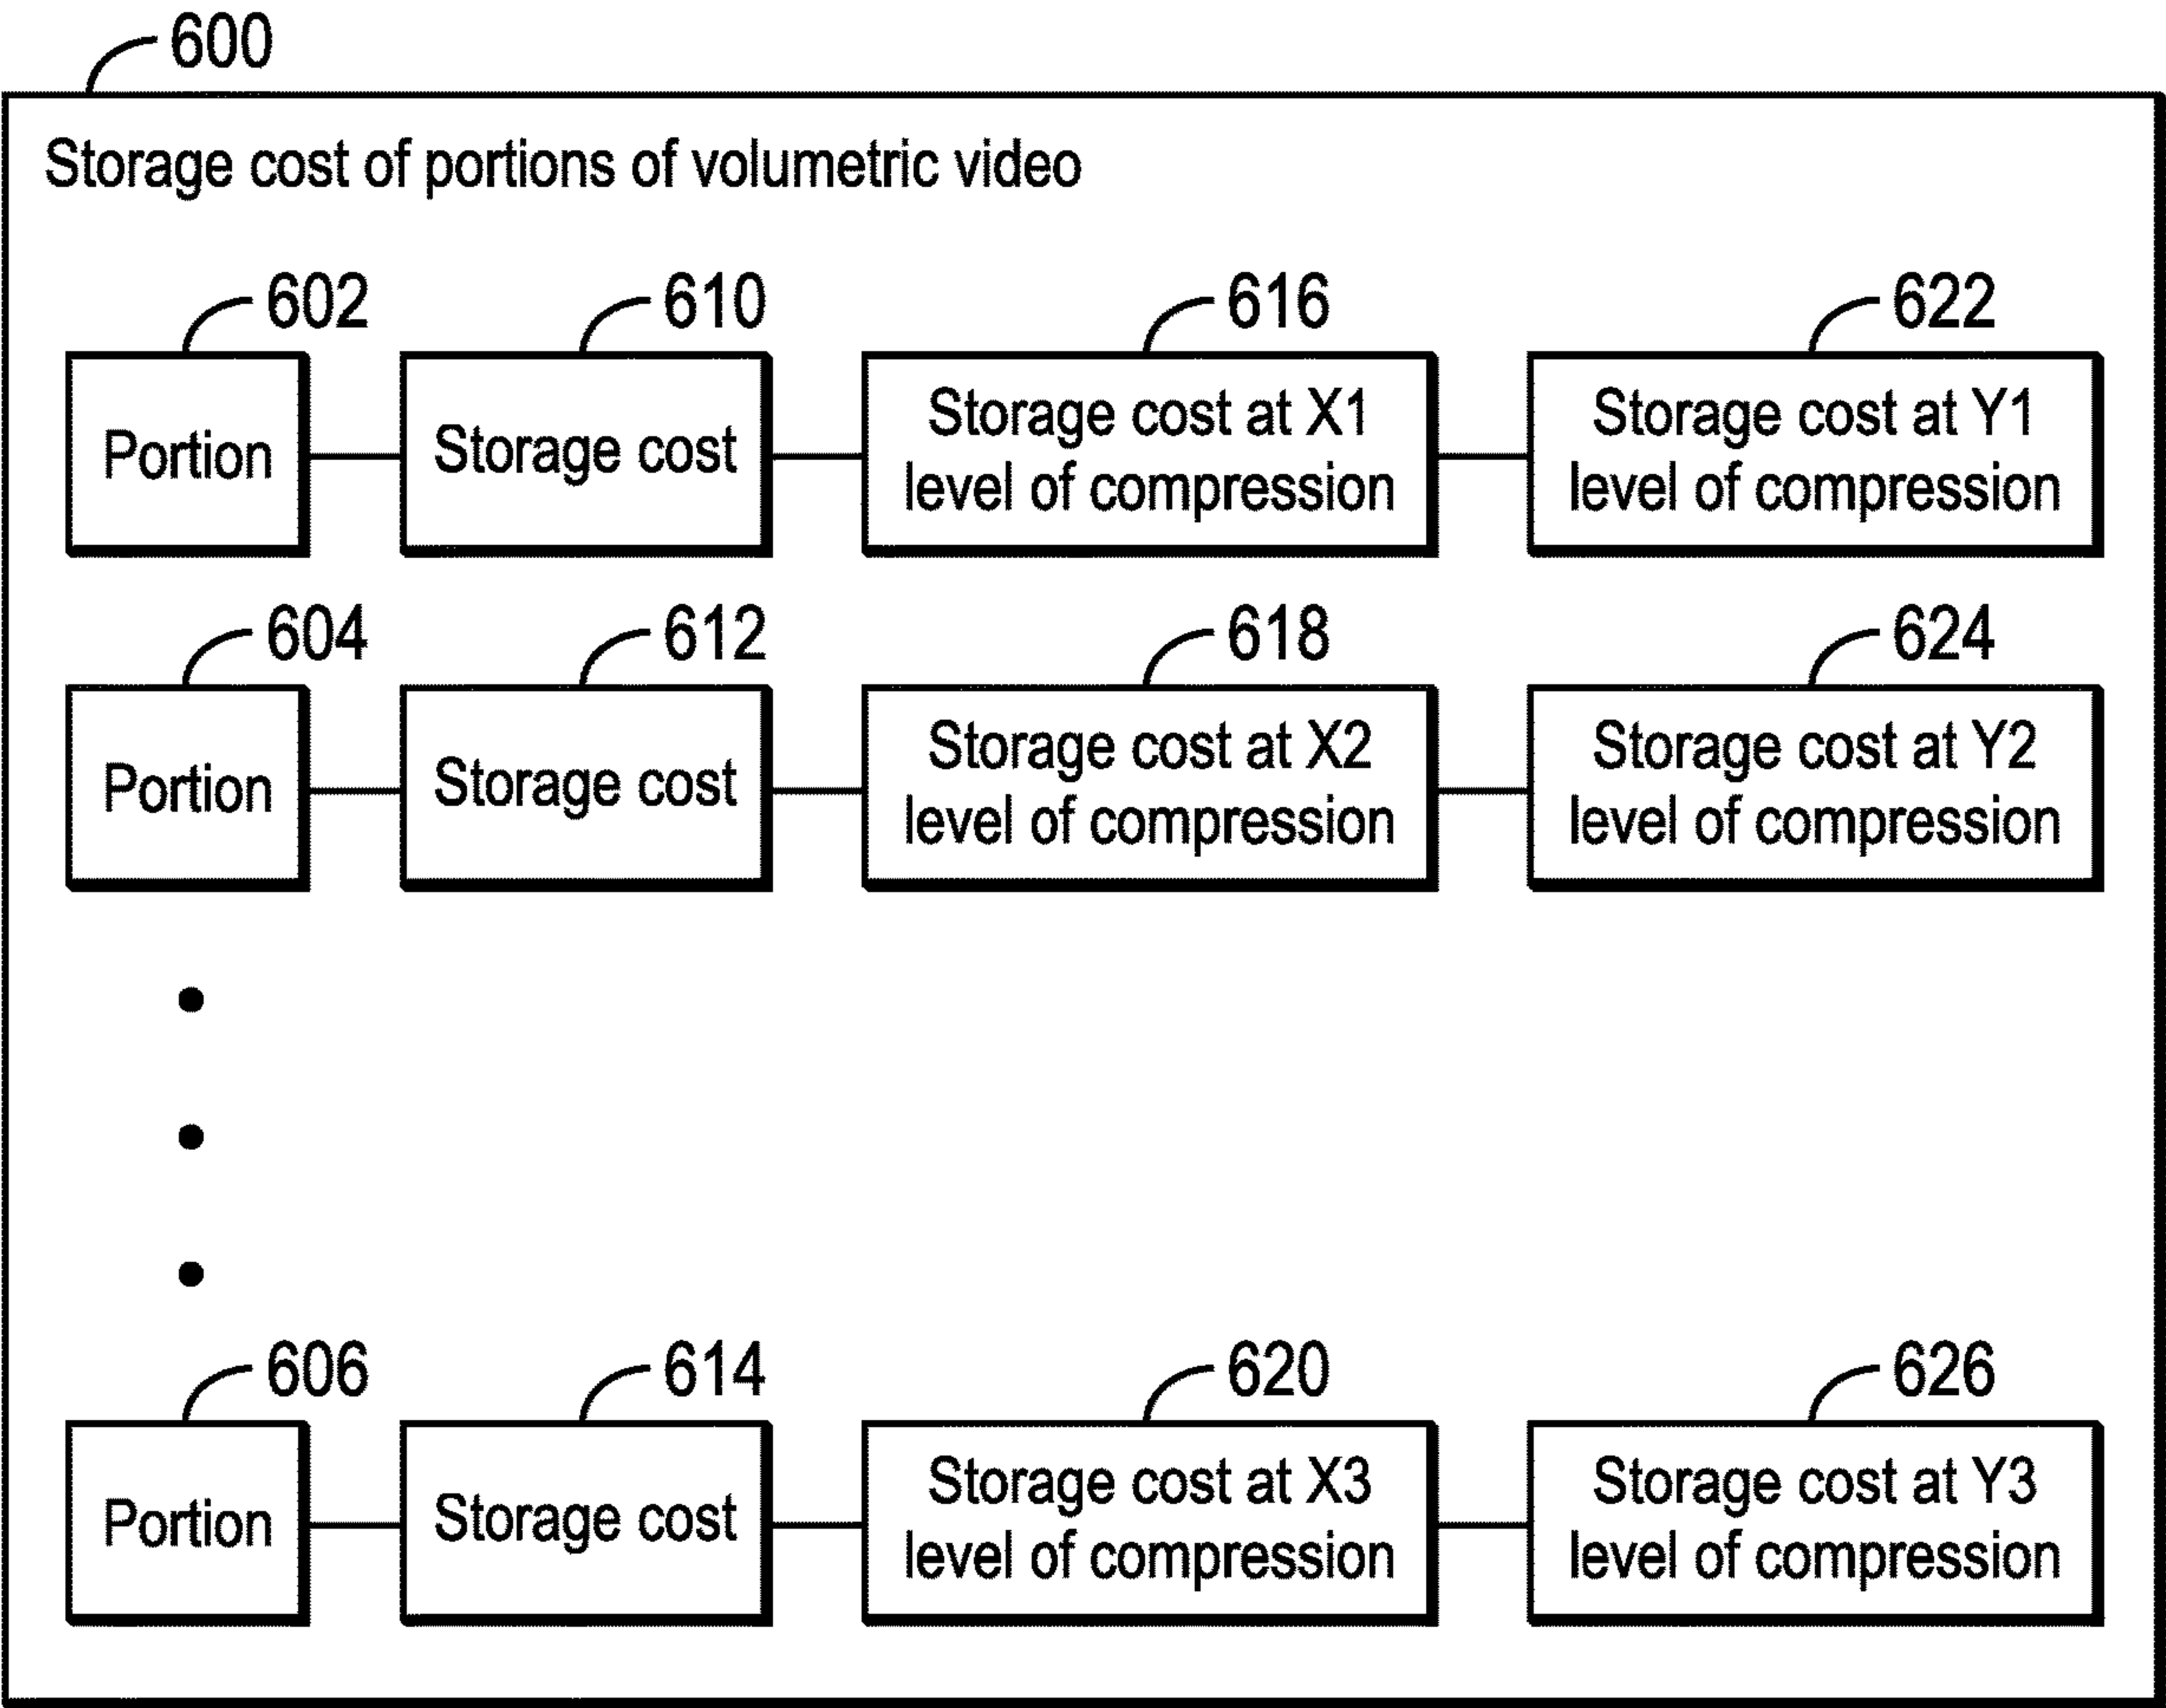 600
Storage cost of portions of volumetric video
602
610
616
622
Portion
Storage cost
Storage cost at X1
level of compression
Storage cost at Y1
level of compression
604
612
618
624
Portion
Storage cost
Storage cost at X2
level of compression
Storage cost at Y2
level of compression
606
614
620
626
Portion
Storage cost
Storage cost at X3
level of compression
Storage cost at Y3
level of compression